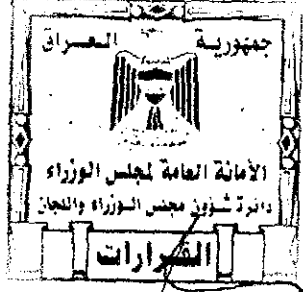 جمهورية العراق
الأمانة العامة لمجلس الوزراء
دائرة شؤون مجلس الوزراء واللجان
القرارات